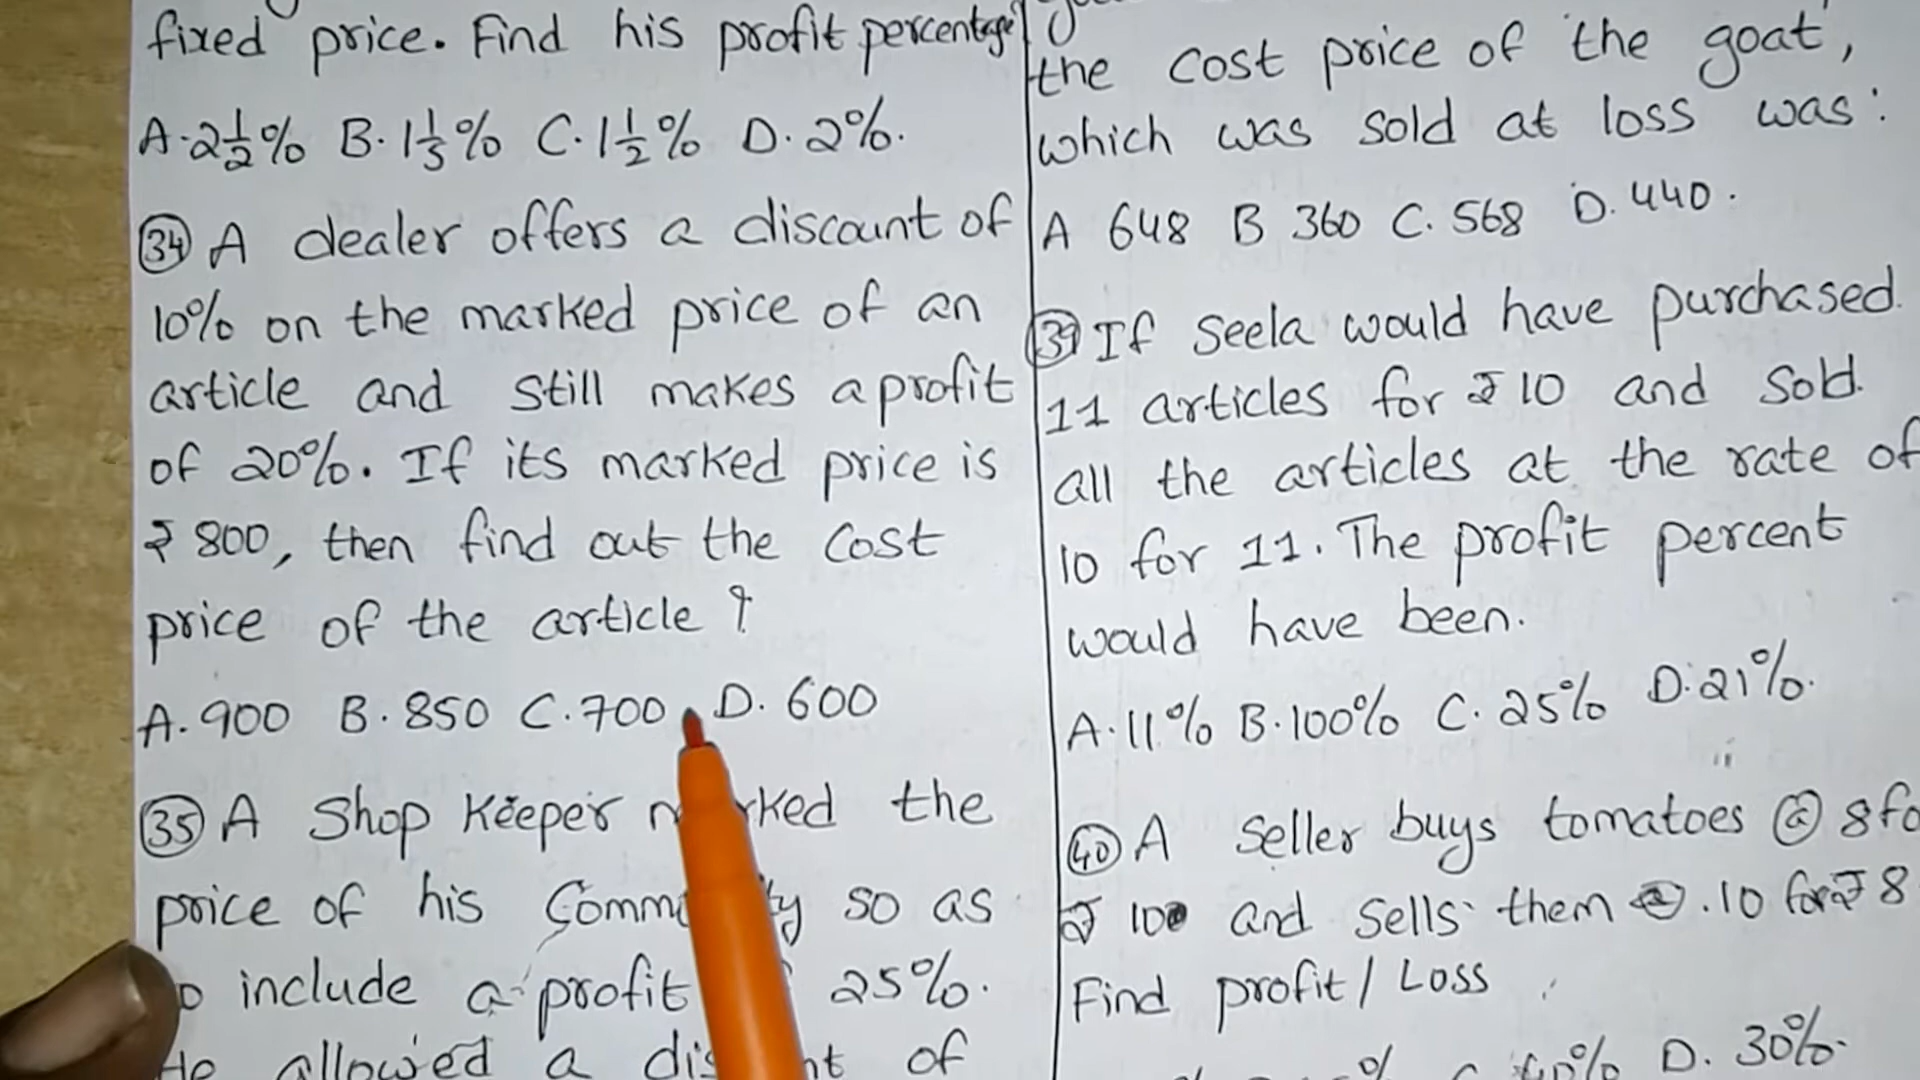 fixed price. Find his profit percentage
A. 2 1/2 % B. 1 1/3 % C. 1 1/2 % D. 2%.
34 A dealer offers a discount of
10% on the marked price of an
article and still makes a profit
of 20%. If its marked price is
₹ 800, then find out the cost
price of the article ?
A. 900 B. 850 C. 700 D. 600
35 A Shop Keeper the
price of his so as
include a profit 25%.
allowed a of
the cost price of the goat,
which was sold at loss was:
A 648 B 360 C. 568 D. 440.
If Seela would have purchased
11 articles for ₹ 10 and sold
all the articles at the rate of
10 for 11. The profit percent
would have been.
A. 11% B. 100% C. 25% D. 21%.
40 A Seller buys tomatoes @ 8
₹ and sells them 10 for ₹ 8
Find profit / Loss
D. 30%.